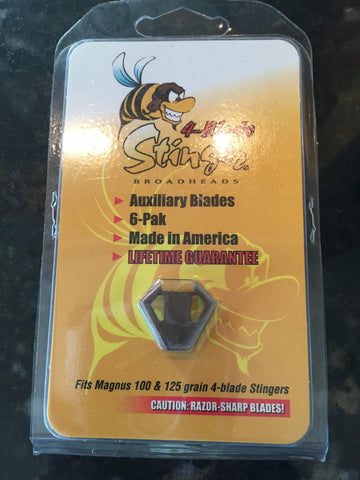 4-Blade
Stinger
BROADHEADS
Auxiliary Blades
6-Pak
Made in America
LIFETIME GUARANTEE
Fits Magnus 100 & 125 grain 4-blade Stingers
CAUTION: RAZOR-SHARP BLADES!